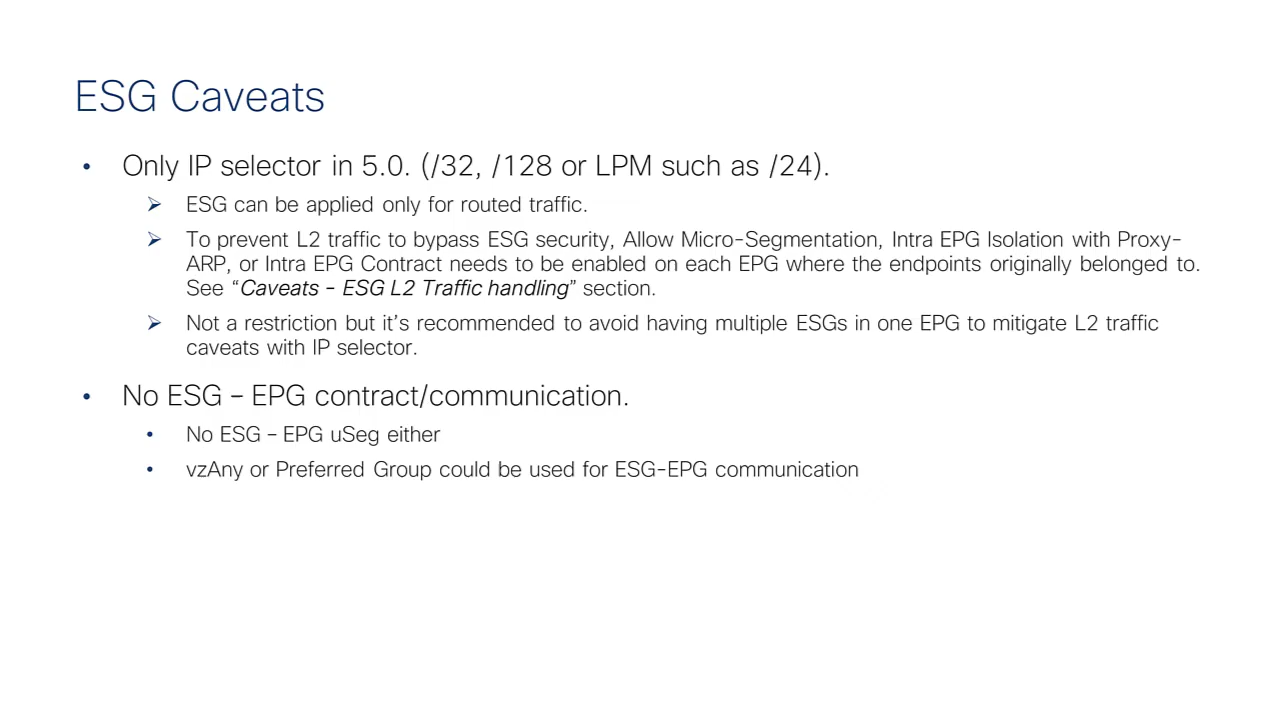 ESG Caveats
• Only IP selector in 5.0. (/32, /128 or LPM such as /24).
➢ ESG can be applied only for routed traffic.
➢ To prevent L2 traffic to bypass ESG security, Allow Micro-Segmentation, Intra EPG Isolation with Proxy-
ARP, or Intra EPG Contract needs to be enabled on each EPG where the endpoints originally belonged to.
See “Caveats – ESG L2 Traffic handling” section.
➢ Not a restriction but it’s recommended to avoid having multiple ESGs in one EPG to mitigate L2 traffic
caveats with IP selector.
• No ESG – EPG contract/communication.
• No ESG – EPG uSeg either
• vzAny or Preferred Group could be used for ESG-EPG communication